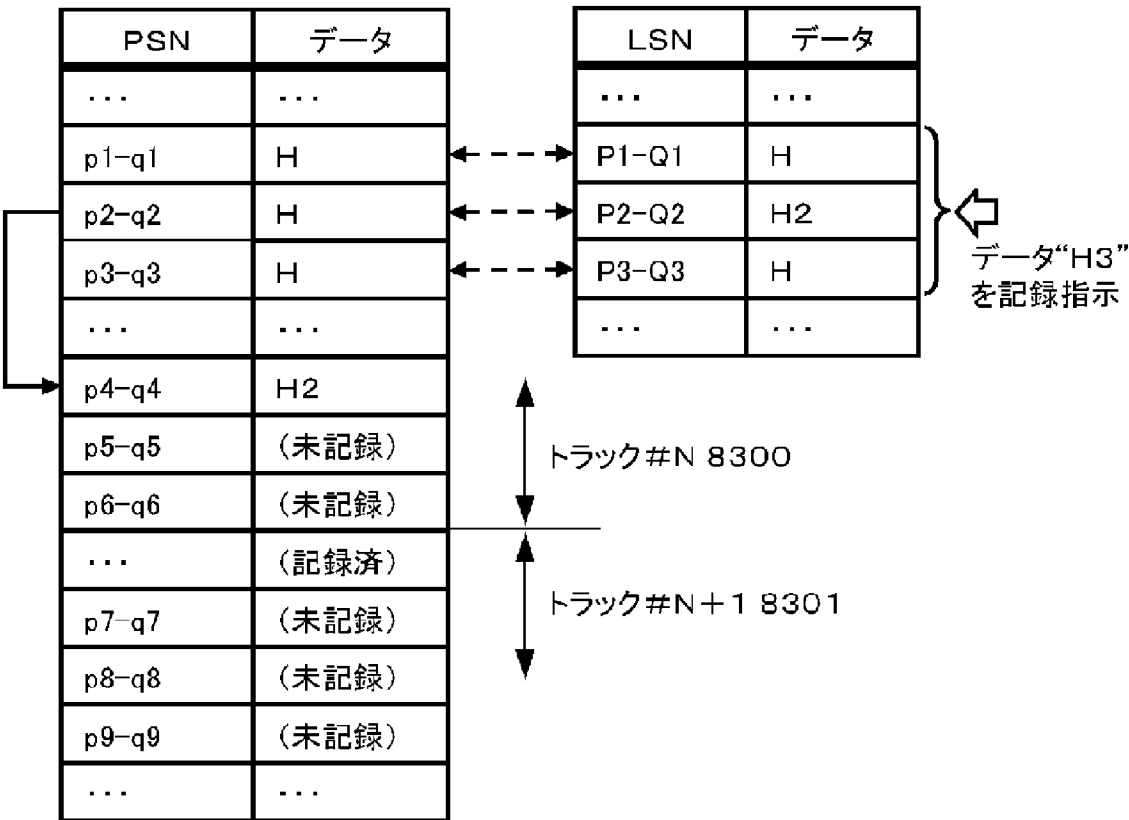 PSN データ
... ...
p1-q1 H
p2-q2 H
p3-q3 H
... ...
p4-q4 H2
p5-q5 (未記録)
p6-q6 (未記録)
... (記録済)
p7-q7 (未記録)
p8-q8 (未記録)
p9-q9 (未記録)
... ...
LSN データ
... ...
P1-Q1 H
P2-Q2 H2
P3-Q3 H
... ...
データ“H3”
を記録指示
トラック#N 8300
トラック#N+1 8301